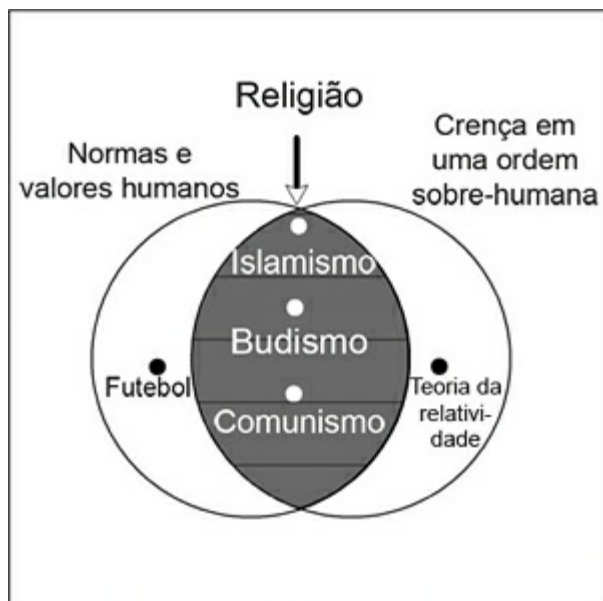 Religião
Normas e
valores humanos
Crença em
uma ordem
sobre-humana
Islamismo
Budismo
Comunismo
Futebol
Teoria da
relativi-
dade